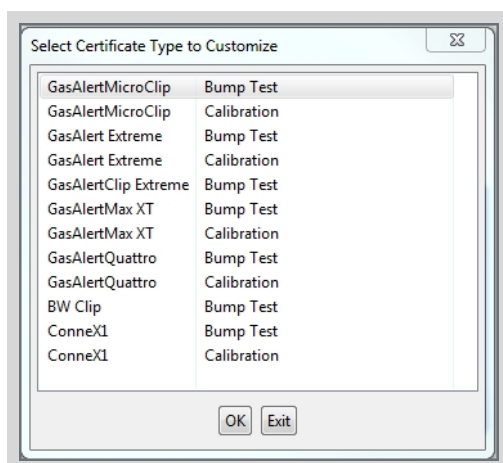 Select Certificate Type to Customize
GasAlertMicroClip Bump Test
GasAlertMicroClip Calibration
GasAlert Extreme Bump Test
GasAlert Extreme Calibration
GasAlertClip Extreme Bump Test
GasAlertMax XT Bump Test
GasAlertMax XT Calibration
GasAlertQuattro Bump Test
GasAlertQuattro Calibration
BW Clip Bump Test
ConneX1 Bump Test
ConneX1 Calibration
OK Exit